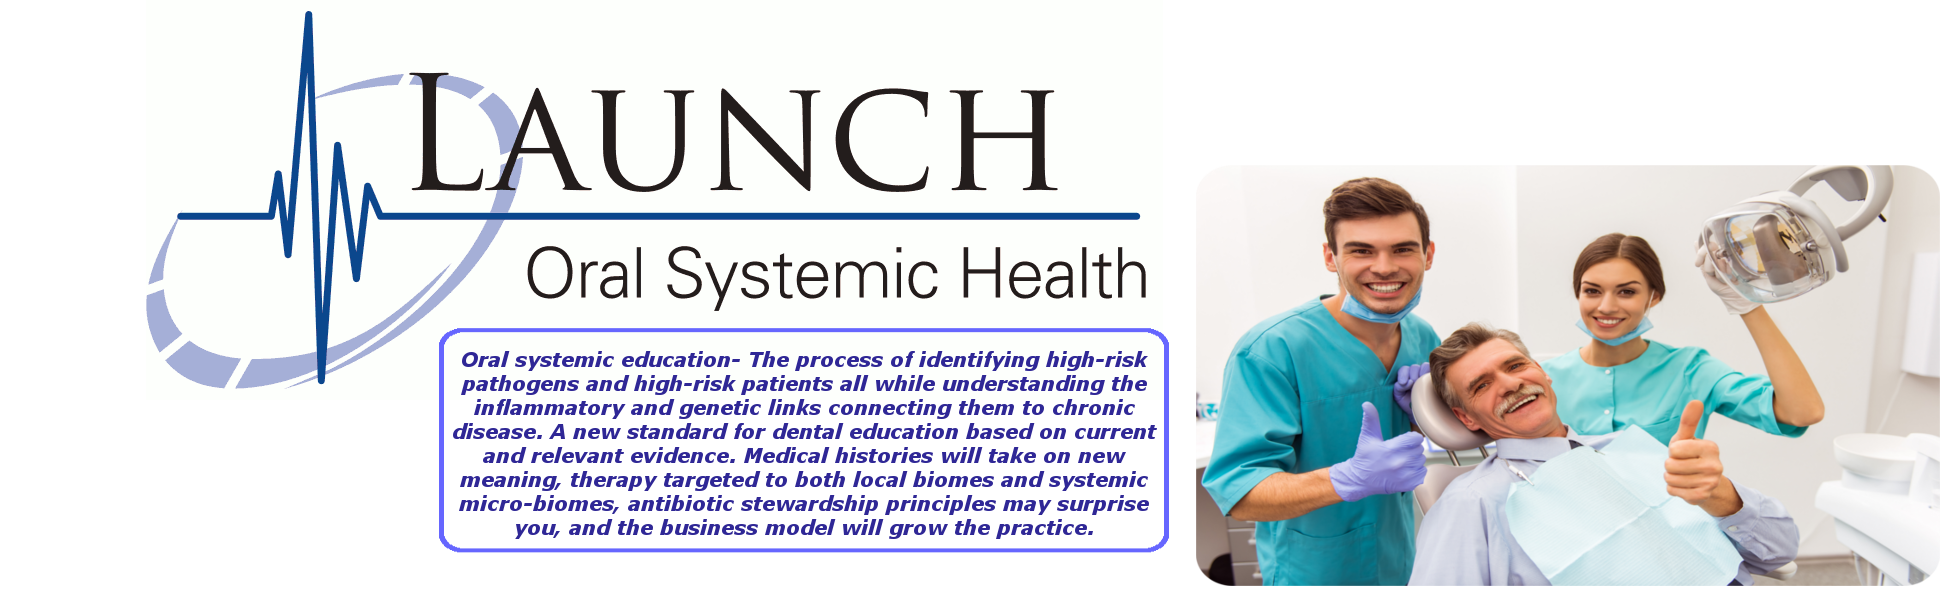 LAUNCH
Oral Systemic Health
Oral systemic education- The process of identifying high-risk
pathogens and high-risk patients all while understanding the
inflammatory and genetic links connecting them to chronic
disease. A new standard for dental education based on current
and relevant evidence. Medical histories will take on new
meaning, therapy targeted to both local biomes and systemic
micro-biomes, antibiotic stewardship principles may surprise
you, and the business model will grow the practice.